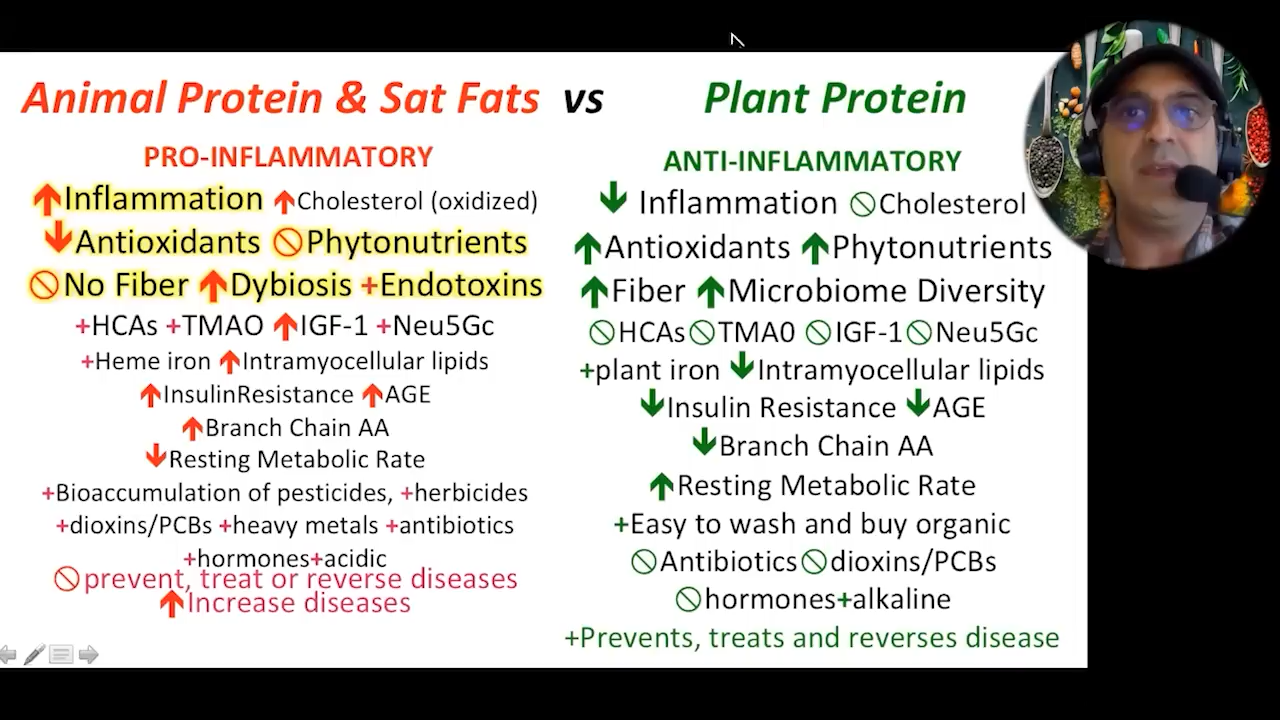 Animal Protein & Sat Fats vs Plant Protein
PRO-INFLAMMATORY
Inflammation Cholesterol (oxidized)
Antioxidants Phytonutrients
No Fiber Dybiosis +Endotoxins
+HCAs +TMAO IGF-1 +Neu5Gc
+Heme iron Intramyocellular lipids
InsulinResistance AGE
Branch Chain AA
Resting Metabolic Rate
+Bioaccumulation of pesticides, +herbicides
+dioxins/PCBs +heavy metals +antibiotics
+hormones+acidic
prevent, treat or reverse diseases
Increase diseases
ANTI-INFLAMMATORY
Inflammation Cholesterol
Antioxidants Phytonutrients
Fiber Microbiome Diversity
HCAs TMA0 IGF-1 Neu5Gc
+plant iron Intramyocellular lipids
Insulin Resistance AGE
Branch Chain AA
Resting Metabolic Rate
+Easy to wash and buy organic
Antibiotics dioxins/PCBs
hormones+alkaline
+Prevents, treats and reverses disease